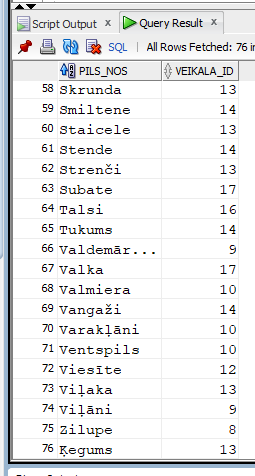 Script Output x Query Result x
SQL All Rows Fetched: 76 in
PILS_NOS VEIKALA_ID
58 Skrunda 13
59 Smiltene 14
60 Staicele 13
61 Stende 14
62 Strenči 13
63 Subate 17
64 Talsi 16
65 Tukums 14
66 Valdemār... 9
67 Valka 17
68 Valmiera 10
69 Vangaži 14
70 Varakļāni 10
71 Ventspils 10
72 Viesīte 12
73 Viļaka 13
74 Viļāni 9
75 Zilupe 8
76 Ķegums 13